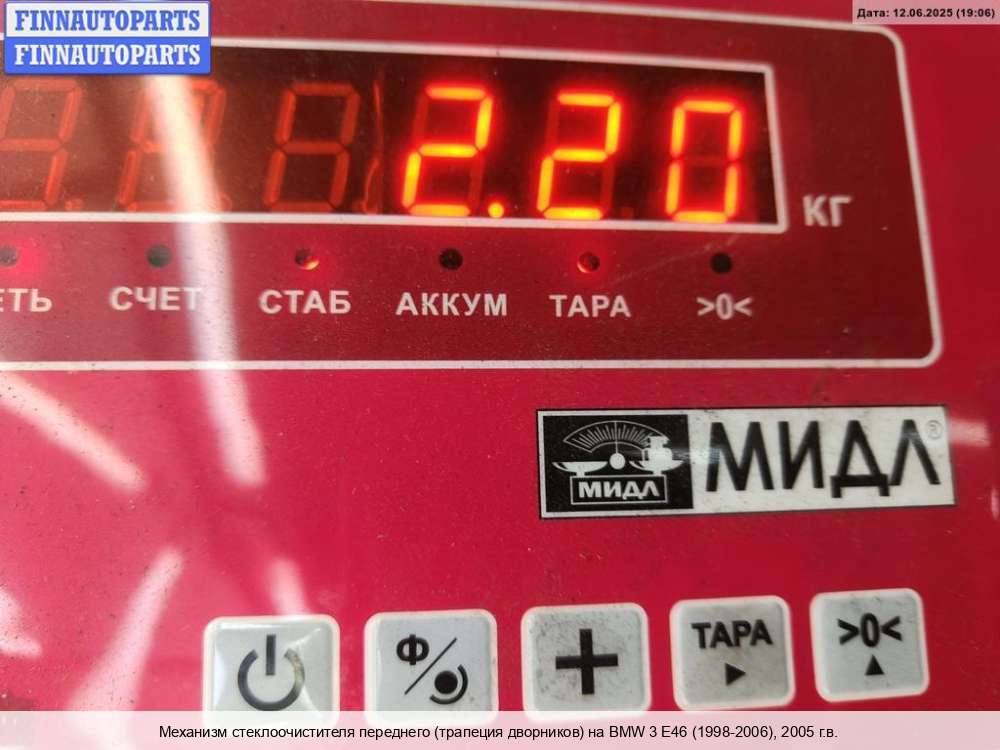 FINNAUTOPARTS
FINNAUTOPARTS
Дата: 12.06.2025 (19:06)
2.20
КГ
ЕТЬ СЧЕТ СТАБ АККУМ ТАРА >0<
МИДЛ МИДЛ®
Ф ТАРА >0<
Механизм стеклоочистителя переднего (трапеция дворников) на BMW 3 E46 (1998-2006), 2005 г.в.